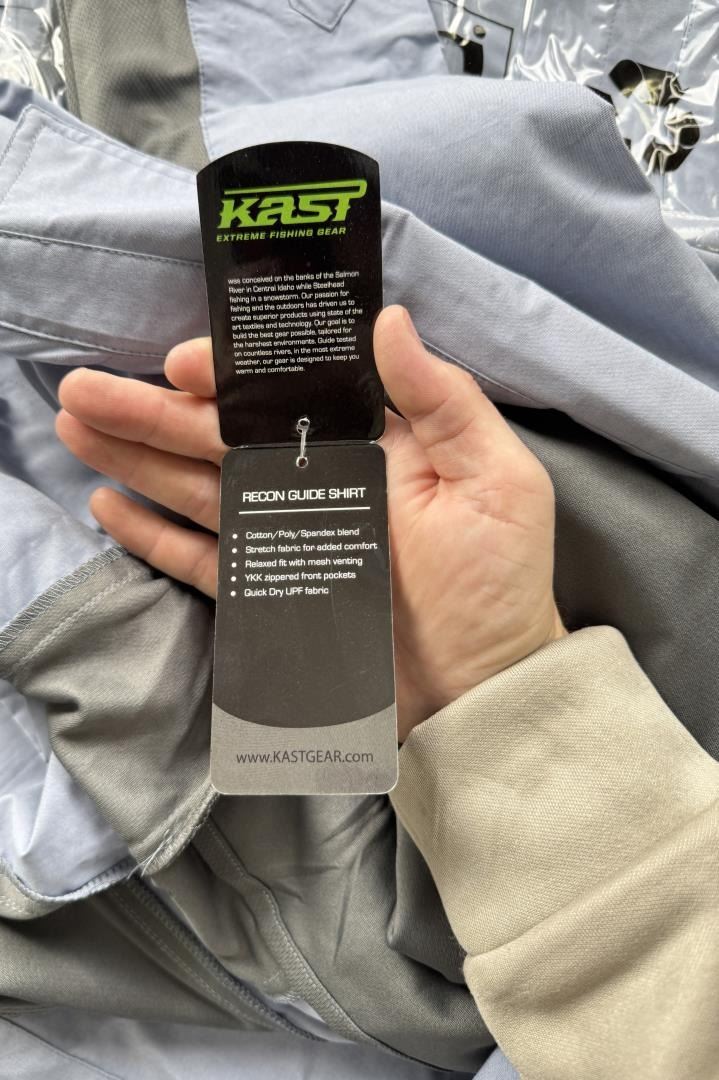 KAST
EXTREME FISHING GEAR
was conceived on the banks of the Salmon
River in Central Idaho while Steelhead
fishing in a snowstorm. Our passion for
fishing and the outdoors has driven us to
create superior products using state of the
art textiles and technology. Our goal is to
build the best gear possible, tailored for
the harshest environments. Guide tested
on countless rivers, in the most extreme
weather, our gear is designed to keep you
warm and comfortable.
RECON GUIDE SHIRT
• Cotton/Poly/Spandex blend
• Stretch fabric for added comfort
• Relaxed fit with mesh venting
• YKK zippered front pockets
• Quick Dry UPF fabric
www.KASTGEAR.com